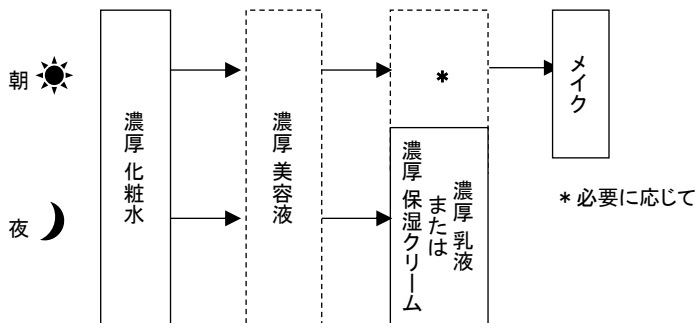 朝
夜
濃厚 化粧水
濃厚 美容液
*
濃厚 乳液
または
濃厚 保湿クリーム
メイク
* 必要に応じて